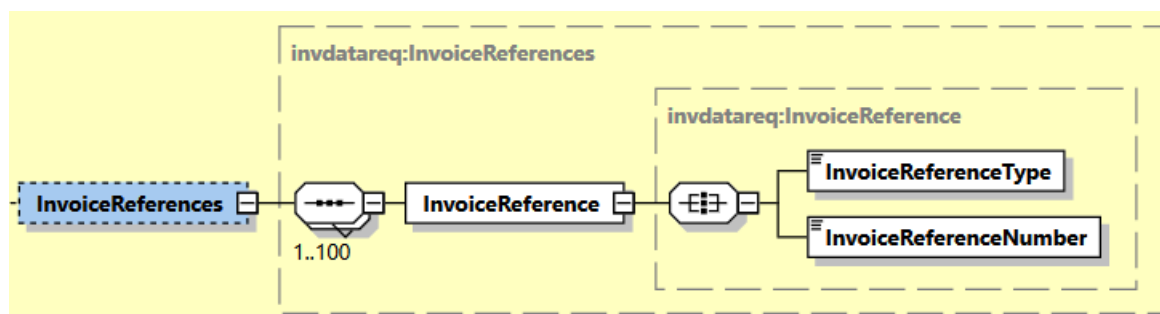 invdatareq:InvoiceReferences
invdatareq:InvoiceReference
InvoiceReferenceType
InvoiceReferences
InvoiceReference
1..100
InvoiceReferenceNumber